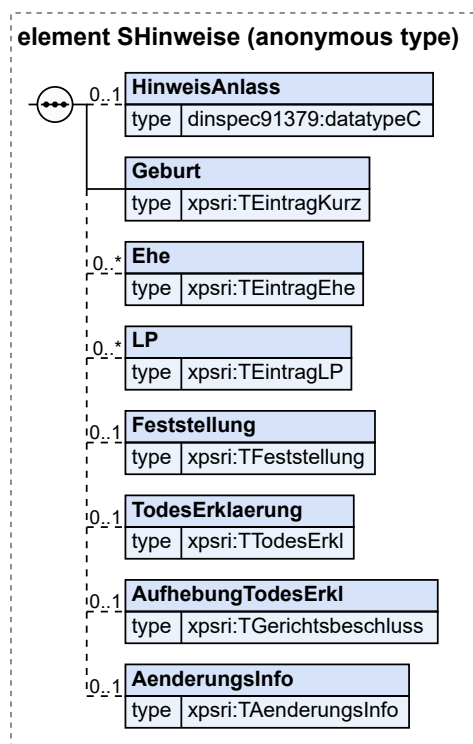 element SHinweise (anonymous type)
0..1 HinweisAnlass
type dinspec91379:datatypeC
Geburt
type xpsri:TEintragKurz
0..* Ehe
type xpsri:TEintragEhe
0..* LP
type xpsri:TEintragLP
0..1 Feststellung
type xpsri:TFeststellung
0..1 TodesErklaerung
type xpsri:TTodesErkl
0..1 AufhebungTodesErkl
type xpsri:TGerichtsbeschluss
0..1 AenderungsInfo
type xpsri:TAenderungsInfo